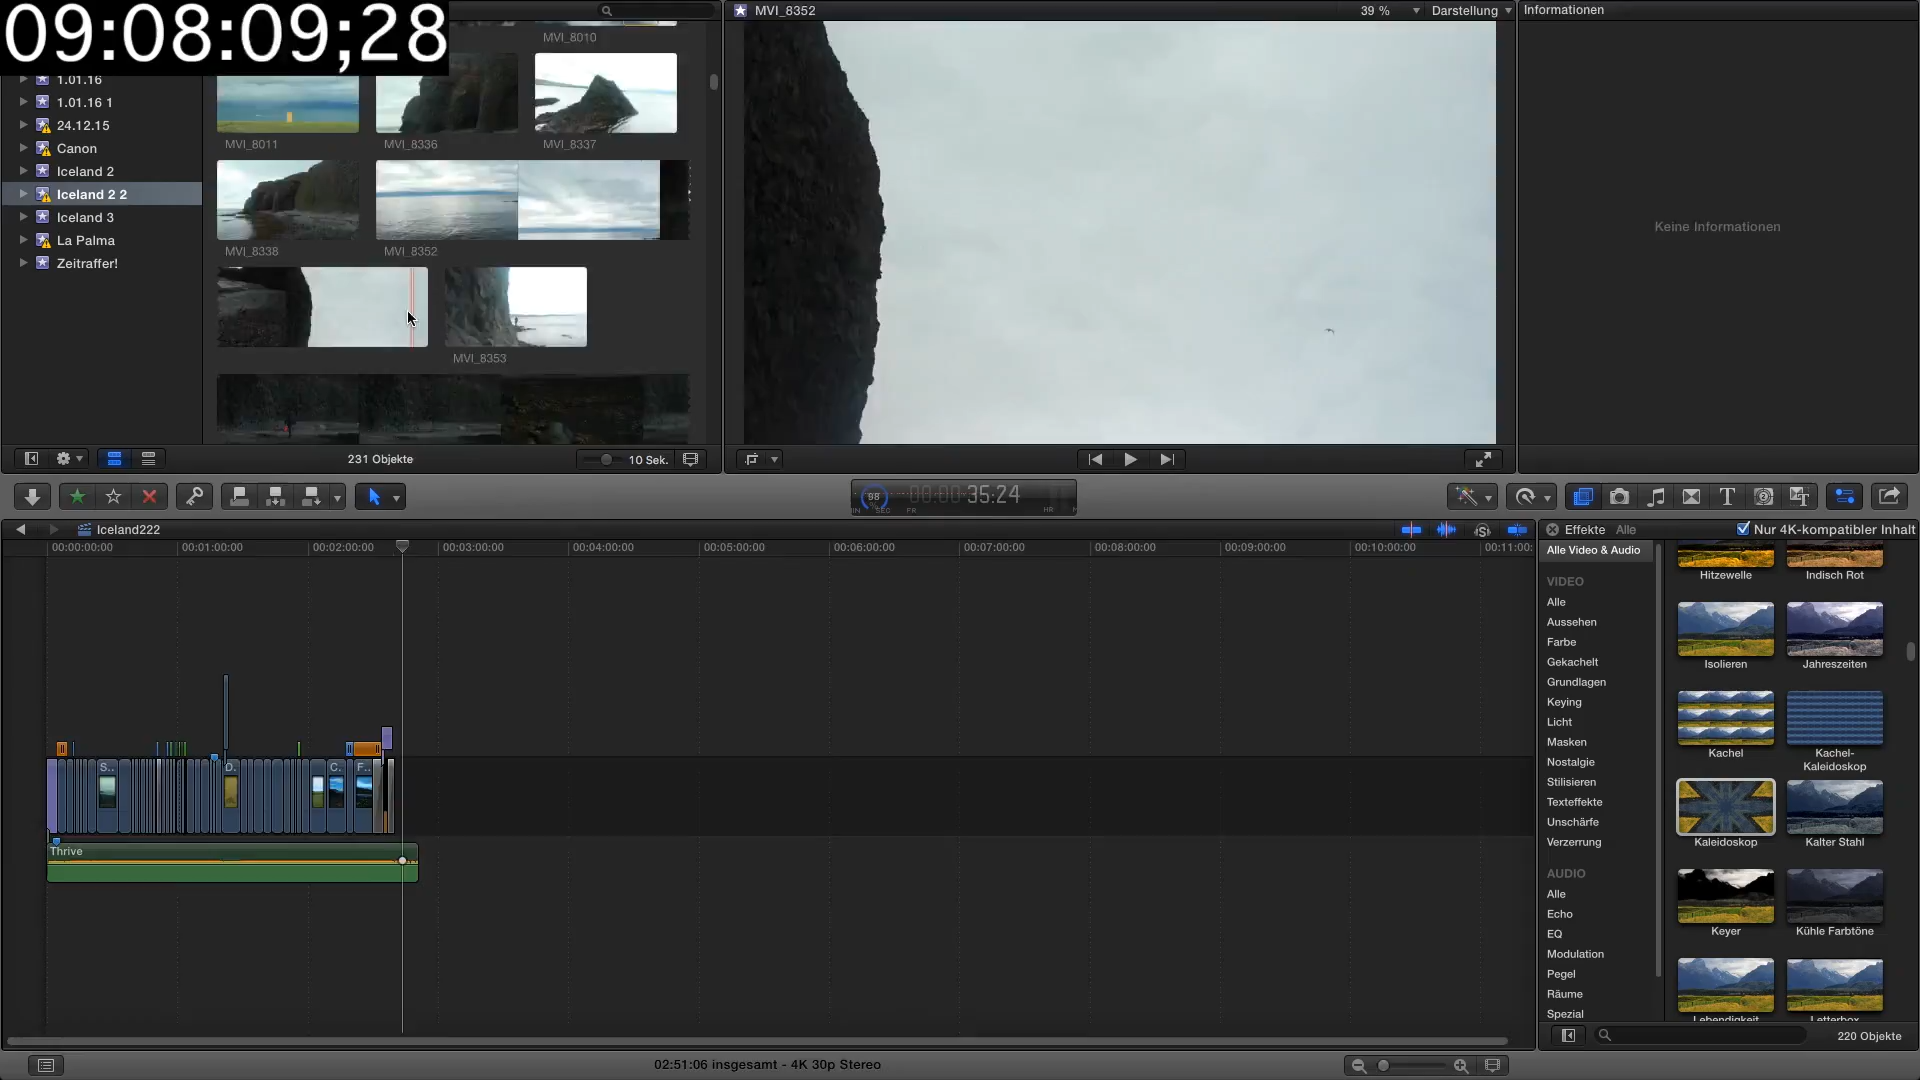 09:08:09;28
MVI_8352
39 %
Darstellung
Informationen
MVI_8010
1.01.16
1.01.16 1
24.12.15
Canon
Iceland 2
Iceland 2 2
Iceland 3
La Palma
Zeitraffer!
MVI_8011
MVI_8336
MVI_8337
MVI_8338
MVI_8352
MVI_8353
Keine Informationen
231 Objekte
10 Sek.
98
00:00:35:24
MIN SEC FR
HR
Iceland222
00:00:00:00
00:01:00:00
00:02:00:00
00:03:00:00
00:04:00:00
00:05:00:00
00:06:00:00
00:07:00:00
00:08:00:00
00:09:00:00
00:10:00:00
00:11:00:
S..
D.
C.
F..
Thrive
Effekte
Alle
Nur 4K-kompatibler Inhalt
Alle Video & Audio
VIDEO
Alle
Aussehen
Farbe
Gekachelt
Grundlagen
Keying
Licht
Masken
Nostalgie
Stilisieren
Texteffekte
Unschärfe
Verzerrung
AUDIO
Alle
Echo
EQ
Modulation
Pegel
Räume
Spezial
Hitzewelle
Indisch Rot
Isolieren
Jahreszeiten
Kachel
Kachel-
Kaleidoskop
Kaleidoskop
Kalter Stahl
Keyer
Kühle Farbtöne
Lebendigkeit
Letterbox
220 Objekte
02:51:06 insgesamt - 4K 30p Stereo